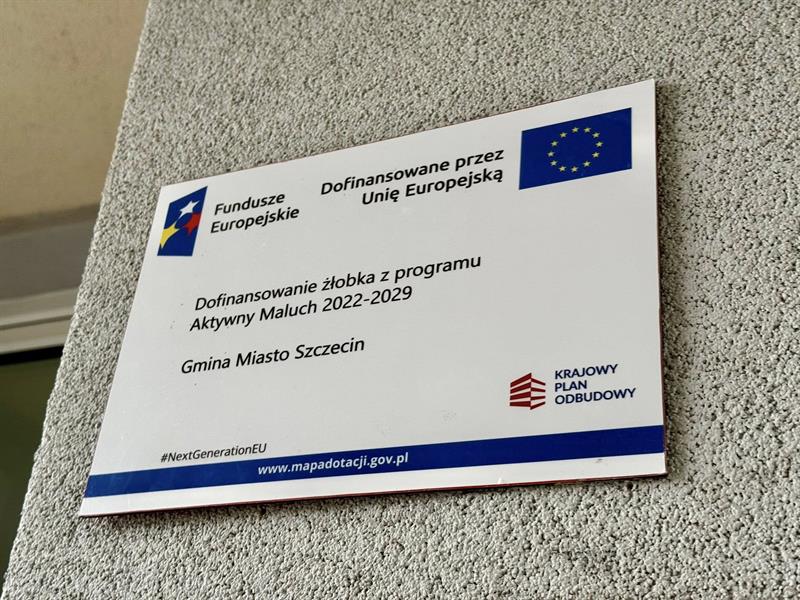 Fundusze
Europejskie
Dofinansowane przez
Unię Europejską
Dofinansowanie żłobka z programu
Aktywny Maluch 2022-2029
Gmina Miasto Szczecin
KRAJOWY
PLAN
ODBUDOWY
#NextGenerationEU
www.mapadotacji.gov.pl